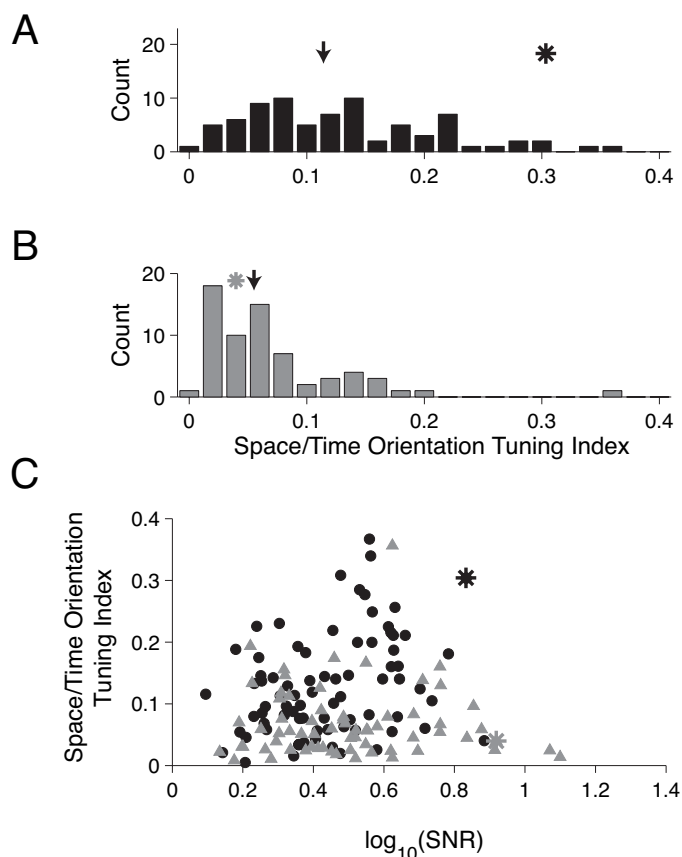 A
Count
20
10
0
0 0.1 0.2 0.3 0.4
B
Count
20
10
0
0 0.1 0.2 0.3 0.4
Space/Time Orientation Tuning Index
C
Space/Time Orientation
Tuning Index
0.4
0.3
0.2
0.1
0
0 0.2 0.4 0.6 0.8 1 1.2 1.4
log10(SNR)